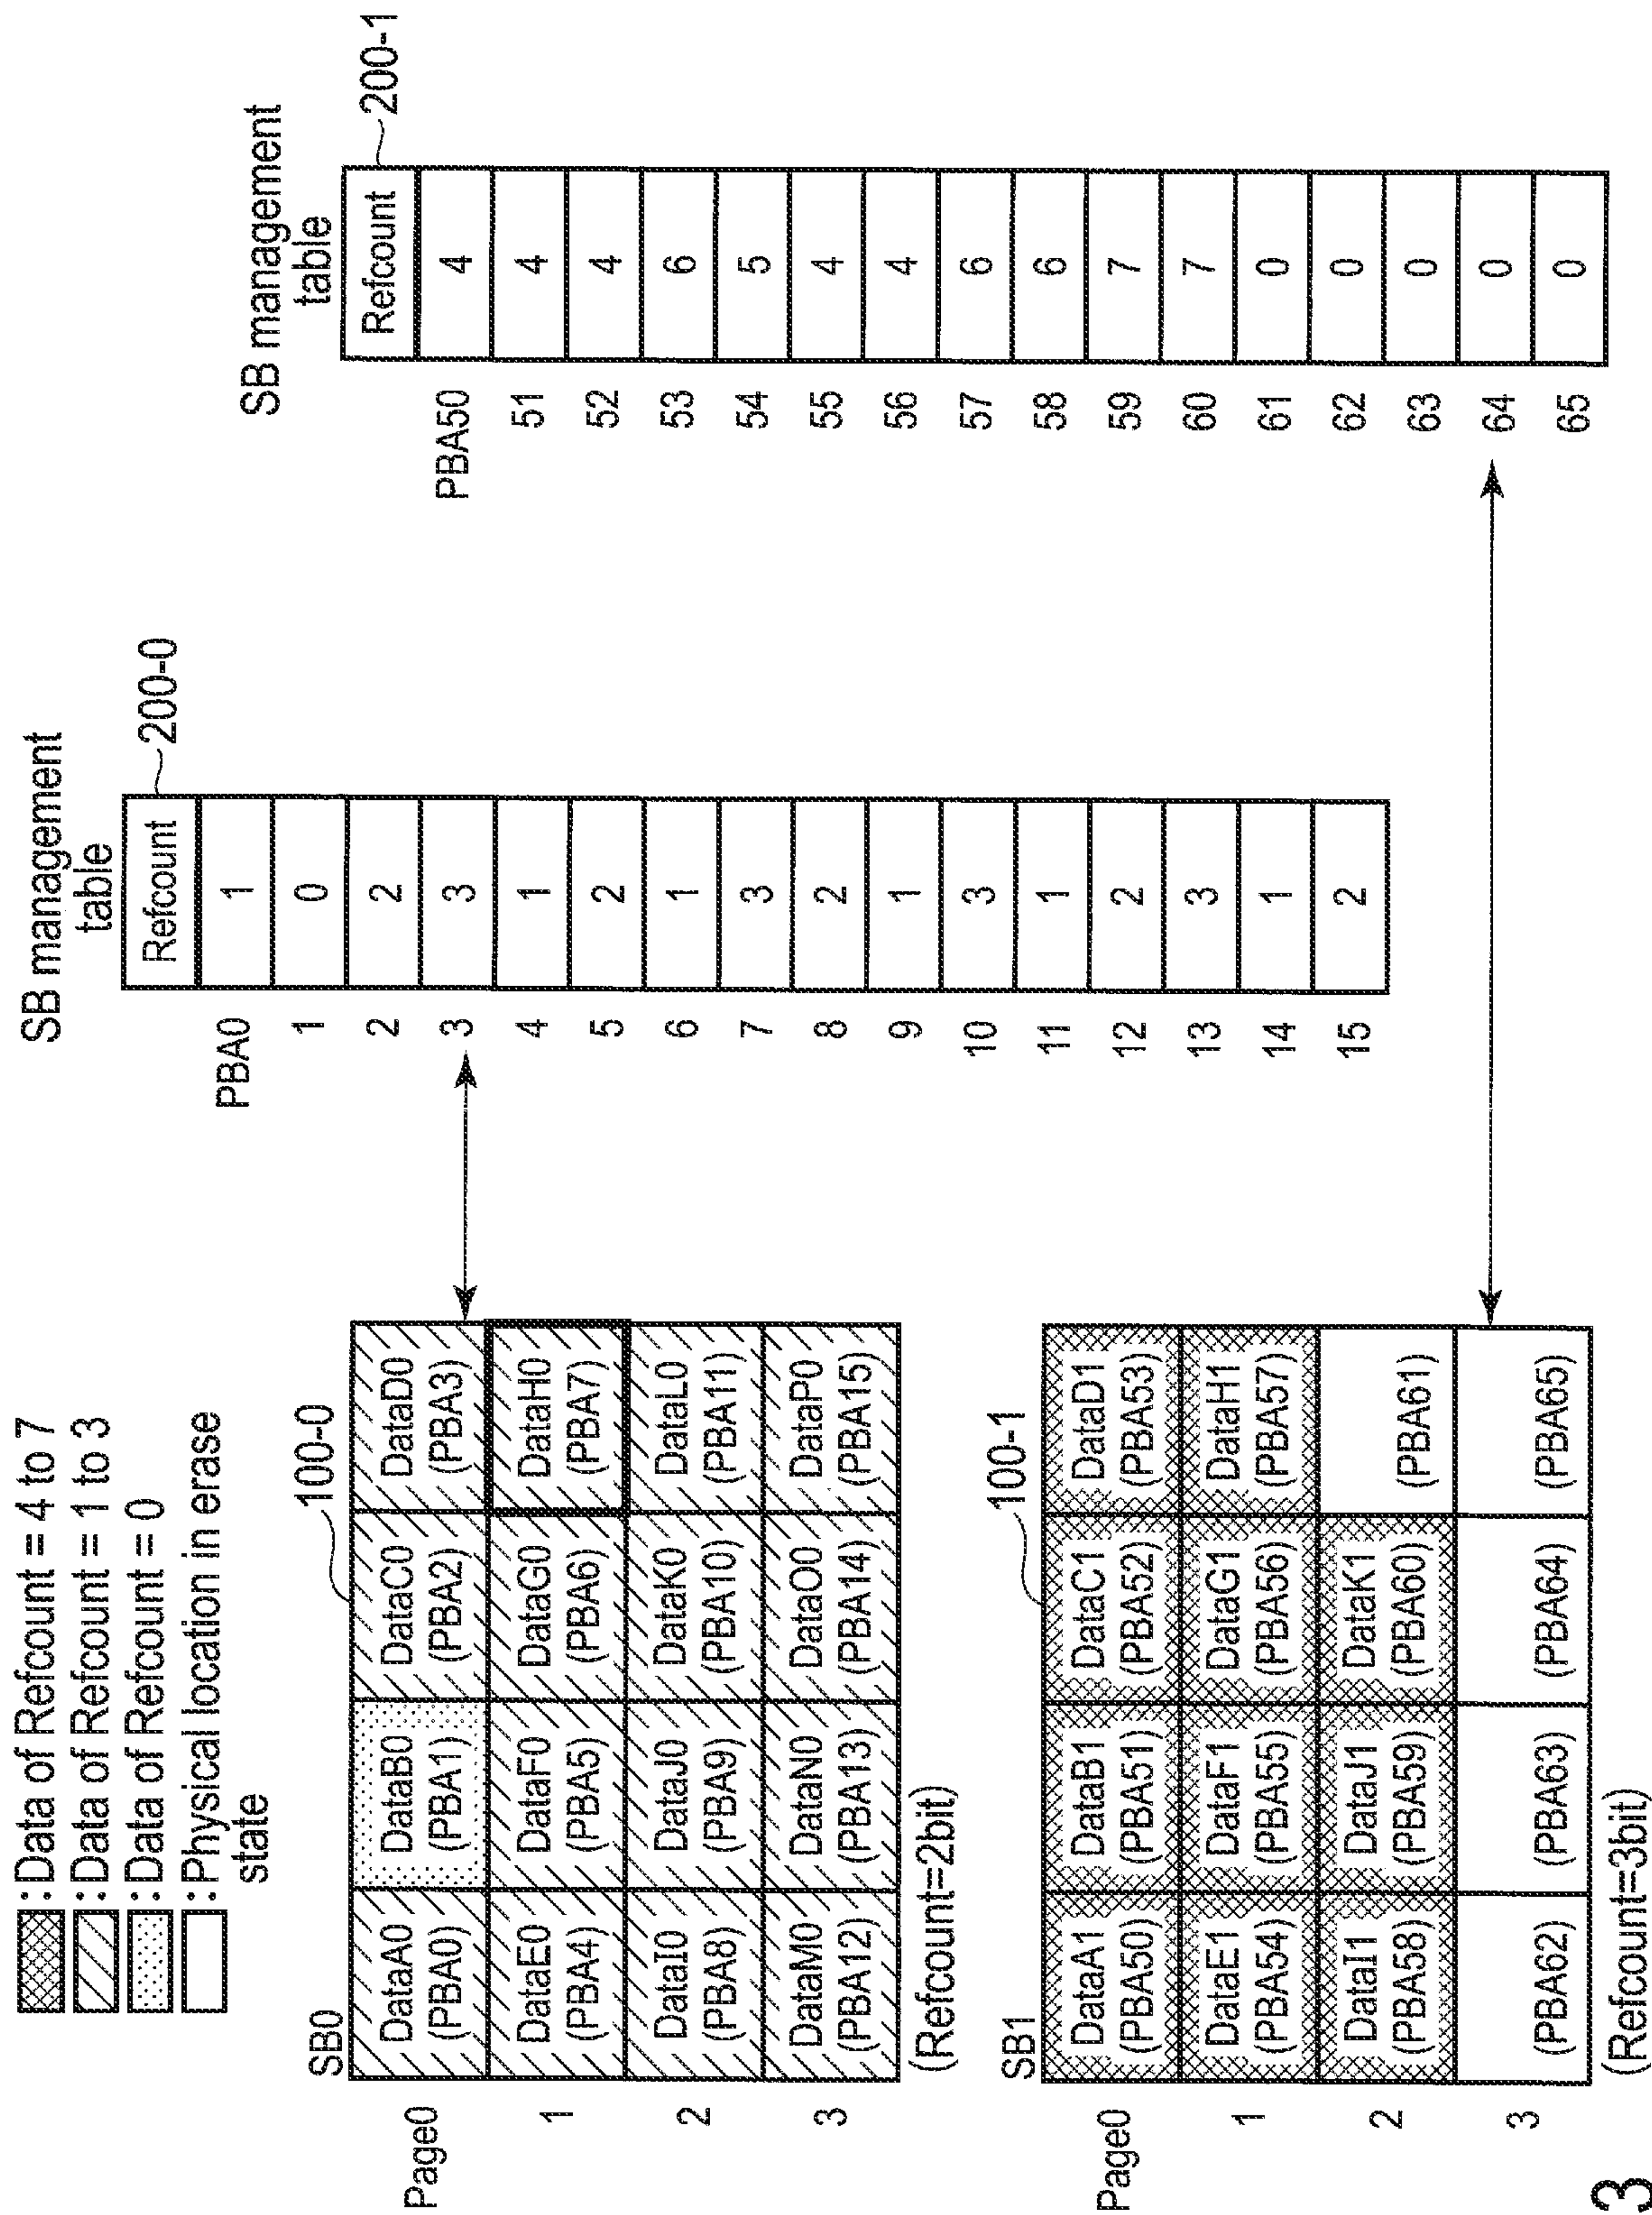 :Data of Refcount = 4 to 7
:Data of Refcount = 1 to 3
:Data of Refcount = 0
:Physical location in erase
state
SB0
100-0
Page0 DataA0 DataB0 DataC0 DataD0
(PBA0) (PBA1) (PBA2) (PBA3)
1 DataE0 DataF0 DataG0 DataH0
(PBA4) (PBA5) (PBA6) (PBA7)
2 DataI0 DataJ0 DataK0 DataL0
(PBA8) (PBA9) (PBA10) (PBA11)
3 DataM0 DataN0 DataO0 DataP0
(PBA12) (PBA13) (PBA14) (PBA15)
(Refcount=2bit)
SB management
table
Refcount 200-0
PBA0 1
1 0
2 2
3 3
4 1
5 2
6 1
7 3
8 2
9 1
10 3
11 1
12 2
13 3
14 1
15 2
SB1
100-1
Page0 DataA1 DataB1 DataC1 DataD1
(PBA50) (PBA51) (PBA52) (PBA53)
1 DataE1 DataF1 DataG1 DataH1
(PBA54) (PBA55) (PBA56) (PBA57)
2 DataI1 DataJ1 DataK1
(PBA58) (PBA59) (PBA60) (PBA61)
3 (PBA62) (PBA63) (PBA64) (PBA65)
(Refcount=3bit)
SB management
table
Refcount 200-1
PBA50 4
51 4
52 4
53 6
54 5
55 4
56 4
57 6
58 6
59 7
60 7
61 0
62 0
63 0
64 0
65 0
3